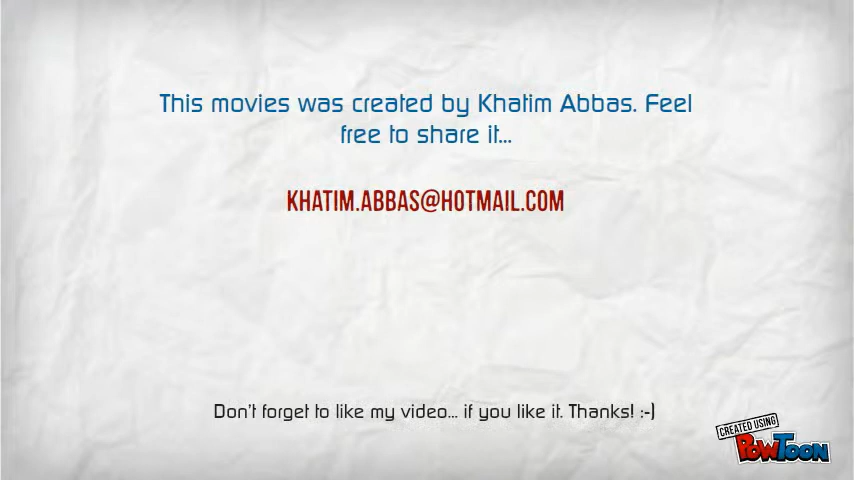 This movies was created by Khatim Abbas. Feel
free to share it...
KHATIM.ABBAS@HOTMAIL.COM
Don't forget to like my video... if you like it. Thanks! :-)
CREATED USING
POWTOON